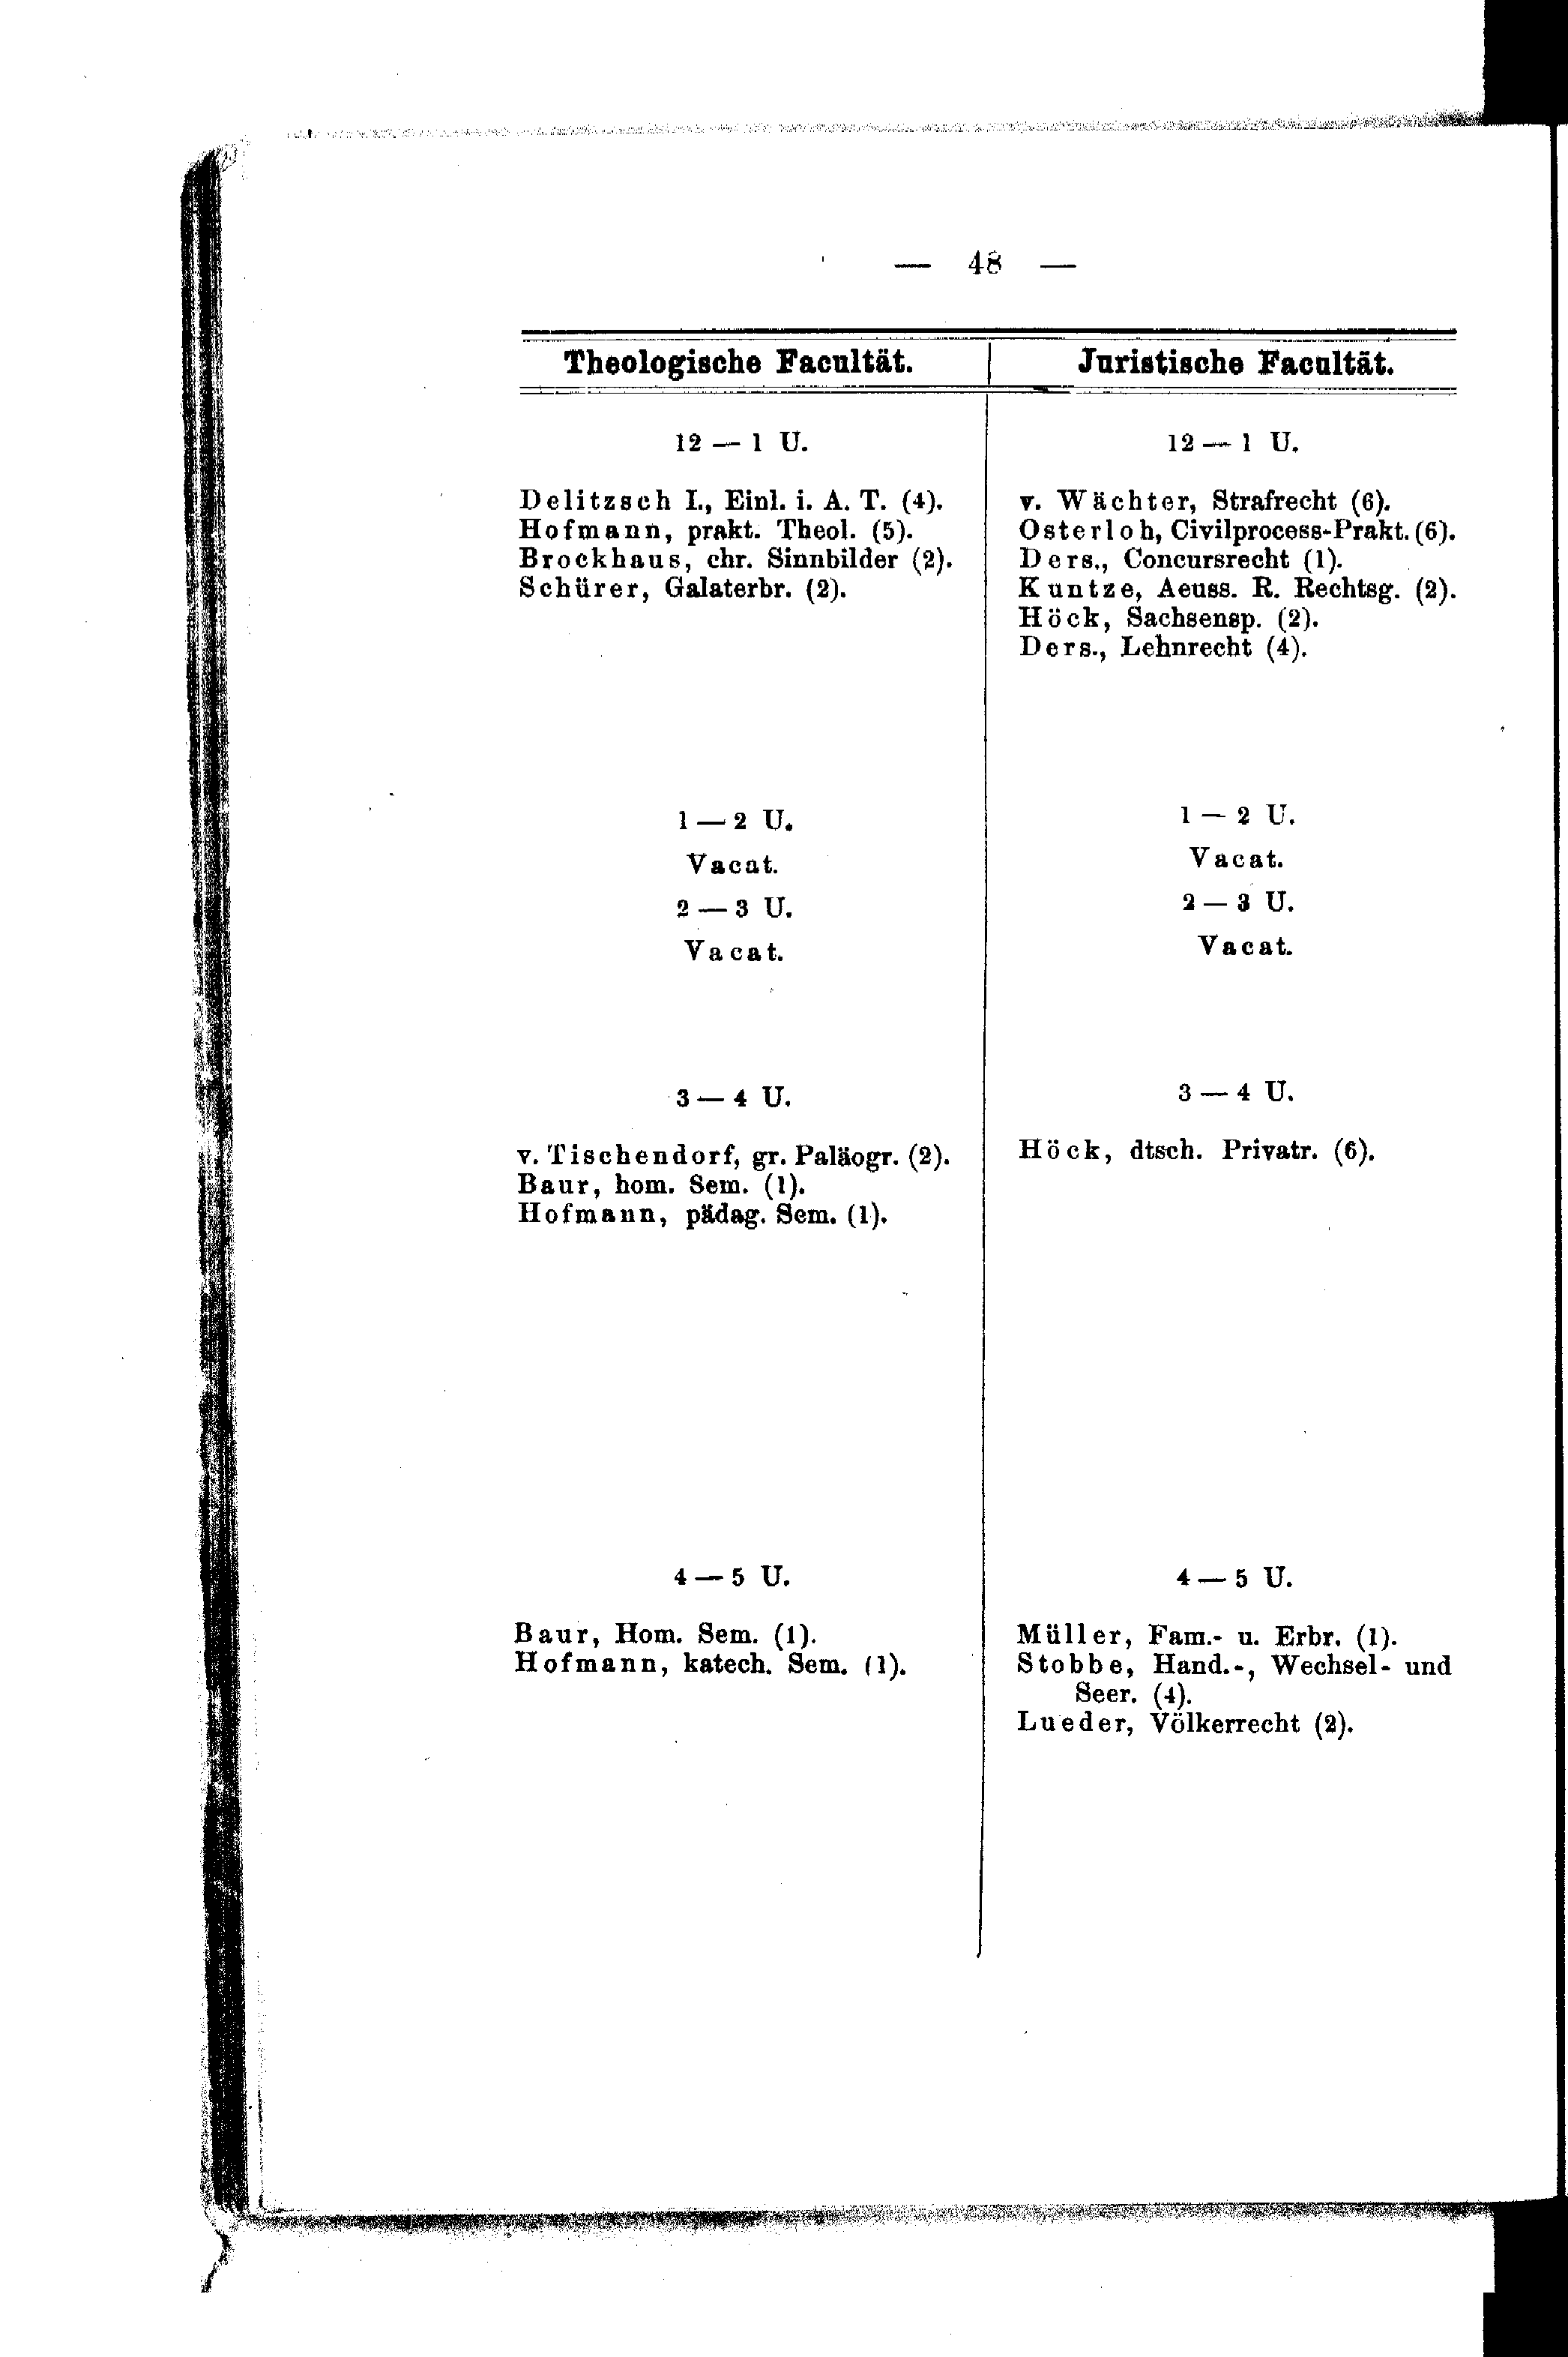 — 48 —
Theologische Facultät.
12 — 1 U.
Delitzsch I., Einl. i. A. T. (4).
Hofmann, prakt. Theol. (5).
Brockhaus, chr. Sinnbilder (2).
Schürer, Galaterbr. (2).
1 — 2 U.
Vacat.
2 — 3 U.
Vacat.
3 — 4 U.
v. Tischendorf, gr. Paläogr. (2).
Baur, hom. Sem. (1).
Hofmann, pädag. Sem. (1).
4 — 5 U.
Baur, Hom. Sem. (1).
Hofmann, katech. Sem. (1).
Juristische Facultät.
12 — 1 U.
v. Wächter, Strafrecht (6).
Osterloh, Civilprocess-Prakt. (6).
Ders., Concursrecht (1).
Kuntze, Aeuss. R. Rechtsg. (2).
Höck, Sachsensp. (2).
Ders., Lehnrecht (4).
1 — 2 U.
Vacat.
2 — 3 U.
Vacat.
3 — 4 U.
Höck, dtsch. Privatr. (6).
4 — 5 U.
Müller, Fam.- u. Erbr. (1).
Stobbe, Hand.-, Wechsel- und
Seer. (4).
Lueder, Völkerrecht (2).